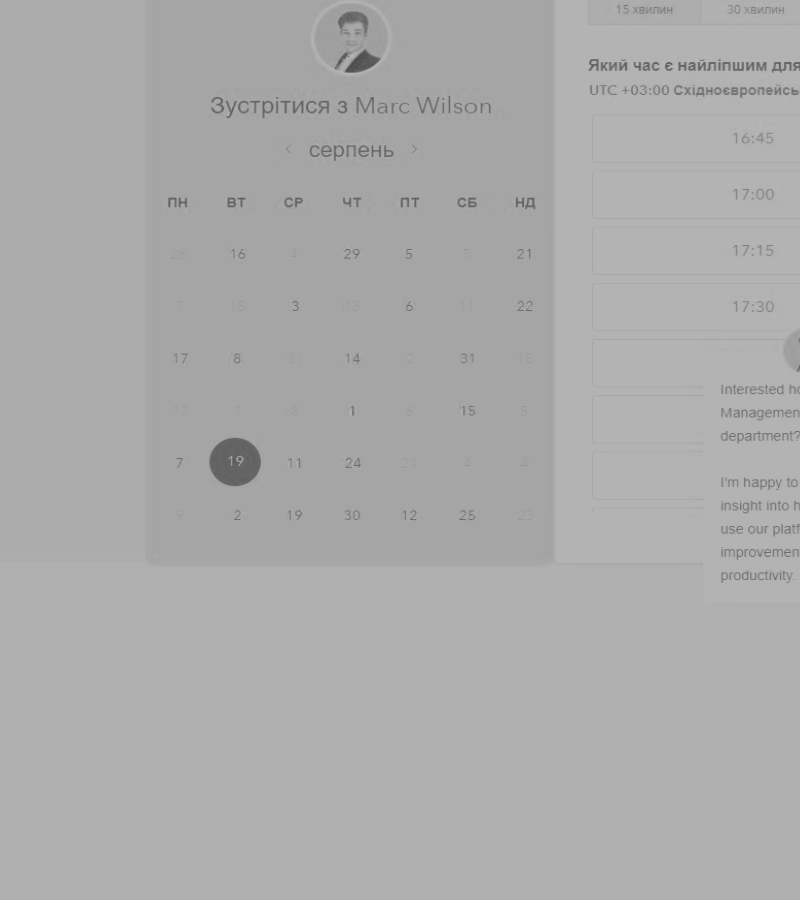 15 хвилин 30 хвилин
Зустрітися з Marc Wilson
‹ серпень ›
ПН ВТ СР ЧТ ПТ СБ НД
26 16 4 29 5 5 21
7 15 3 13 6 11 22
17 8 14 2 31 18
17 7 8 1 6 15 5
7 19 11 24 21 4 4
9 2 19 30 12 25 23
Який час є найліпшим для
UTC +03:00 Східноєвропейсь
16:45
17:00
17:15
17:30
Interested ho
Managemen
department?
I'm happy to
insight into h
use our platf
improvemen
productivity.